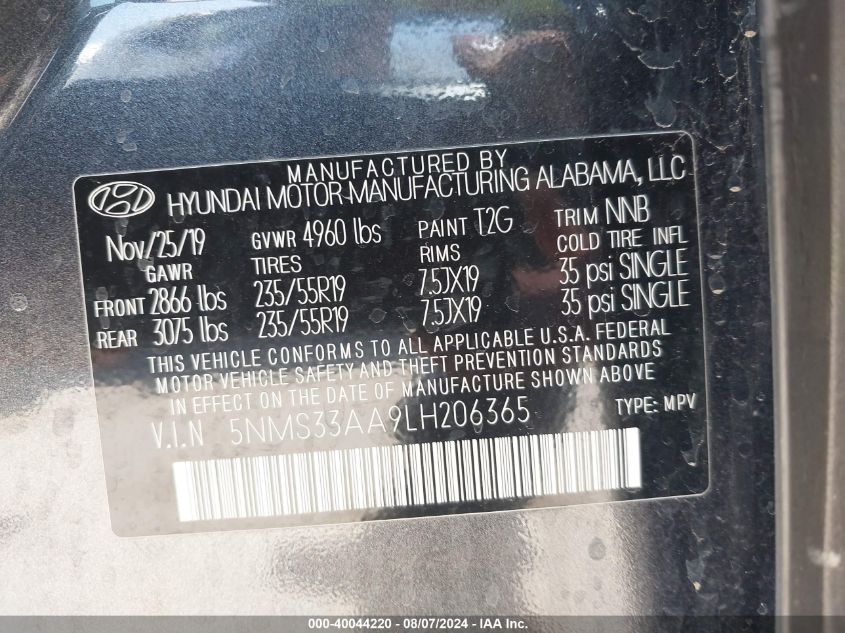 MANUFACTURED BY
HYUNDAI MOTOR MANUFACTURING ALABAMA, LLC
Nov/25/19 GVWR 4960 lbs PAINT T2G TRIM NNB
GAWR TIRES RIMS COLD TIRE INFL
FRONT 2866 lbs 235/55R19 7.5JX19 35 psi SINGLE
REAR 3075 lbs 235/55R19 7.5JX19 35 psi SINGLE
THIS VEHICLE CONFORMS TO ALL APPLICABLE U.S.A. FEDERAL
MOTOR VEHICLE SAFETY AND THEFT PREVENTION STANDARDS
IN EFFECT ON THE DATE OF MANUFACTURE SHOWN ABOVE
V.I.N 5NMS33AA9LH206365 TYPE: MPV
000-40044220 - 08/07/2024 - iaai.com